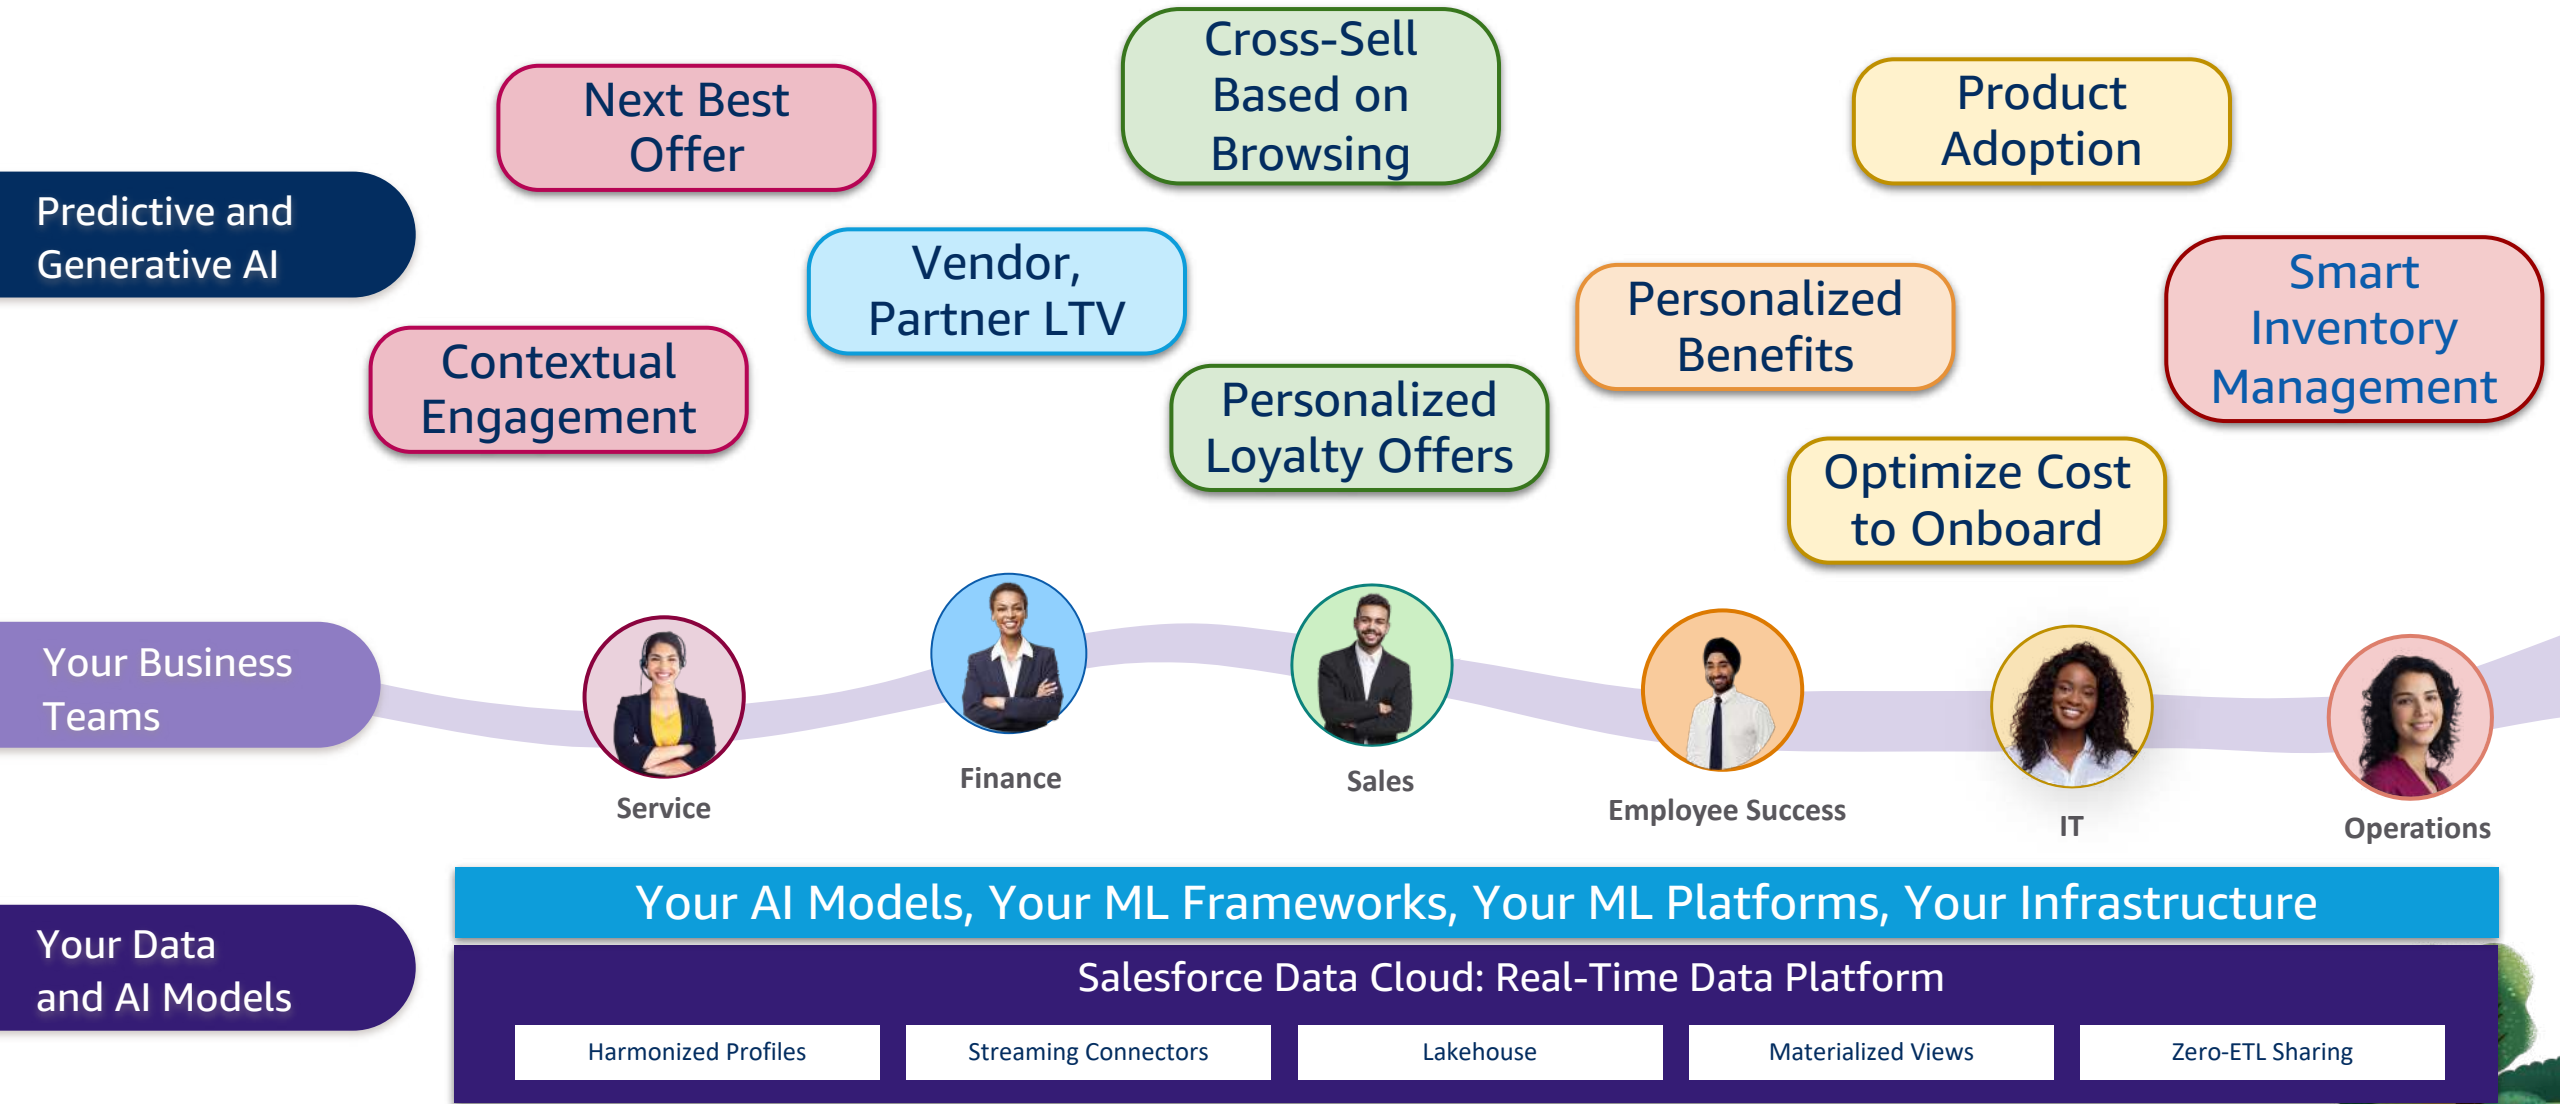 Cross-Sell
Based on
Browsing
Next Best
Offer
Product
Adoption
Predictive and
Generative AI
Vendor,
Partner LTV
Smart
Inventory
Management
Personalized
Benefits
Contextual
Engagement
Personalized
Loyalty Offers
Optimize Cost
to Onboard
Your Business
Teams
Service
Finance
Sales
Employee Success
IT
Operations
Your Data
and AI Models
Your AI Models, Your ML Frameworks, Your ML Platforms, Your Infrastructure
Salesforce Data Cloud: Real-Time Data Platform
Harmonized Profiles
Streaming Connectors
Lakehouse
Materialized Views
Zero-ETL Sharing